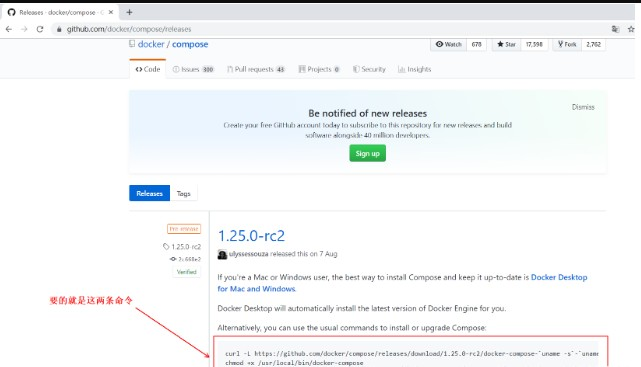 Releases · docker/compose
github.com/docker/compose/releases
docker / compose
Watch 678 Star 17,598 Fork 2,762
Code Issues 300 Pull requests 43 Projects 0 Security Insights
Be notified of new releases
Dismiss
Create your free GitHub account today to subscribe to this repository for new releases and build
software alongside 40 million developers.
Sign up
Releases Tags
Pre-release
1.25.0-rc2
1.25.0-rc2
ulyssessouza released this on 7 Aug
Verified
If you're a Mac or Windows user, the best way to install Compose and keep it up-to-date is Docker Desktop
for Mac and Windows.
要的就是这两条命令
Docker Desktop will automatically install the latest version of Docker Engine for you.
Alternatively, you can use the usual commands to install or upgrade Compose:
curl -L https://github.com/docker/compose/releases/download/1.25.0-rc2/docker-compose-`uname -s`-`uname
chmod +x /usr/local/bin/docker-compose